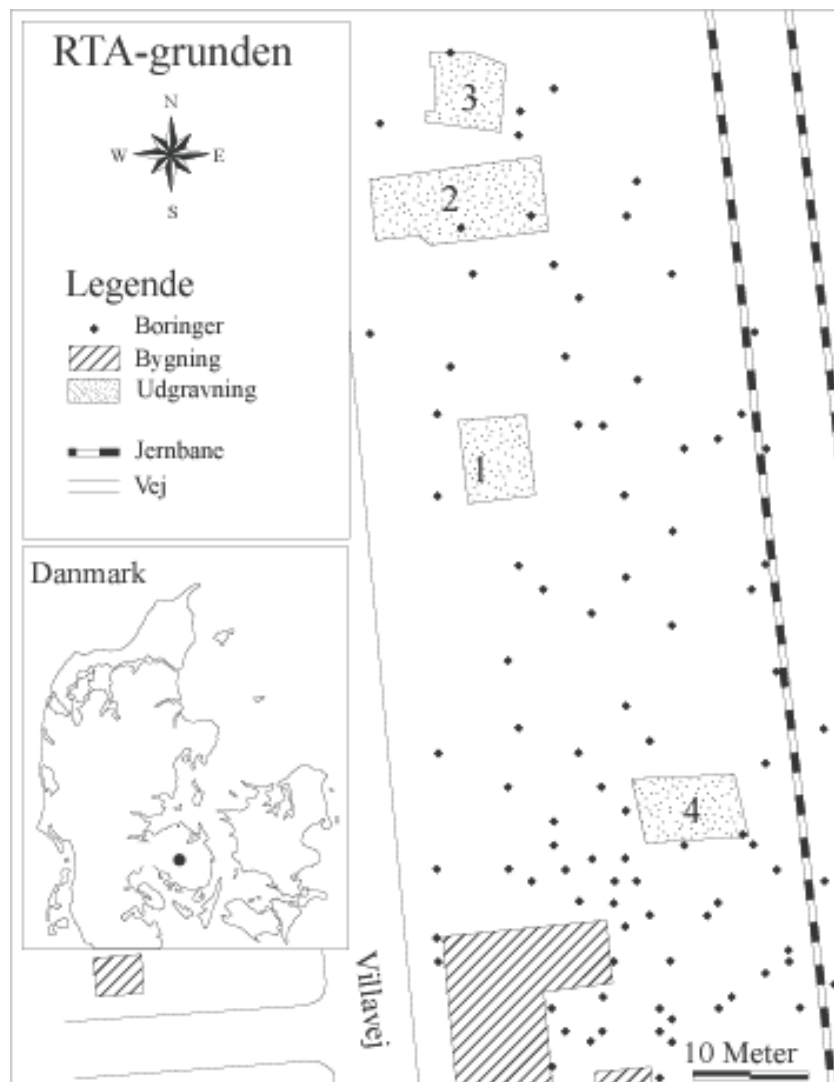 RTA-grunden
N
W E
S
Legende
Boringer
Bygning
Udgravning
Jernbane
Vej
Danmark
3
2
1
4
Villavej
10 Meter